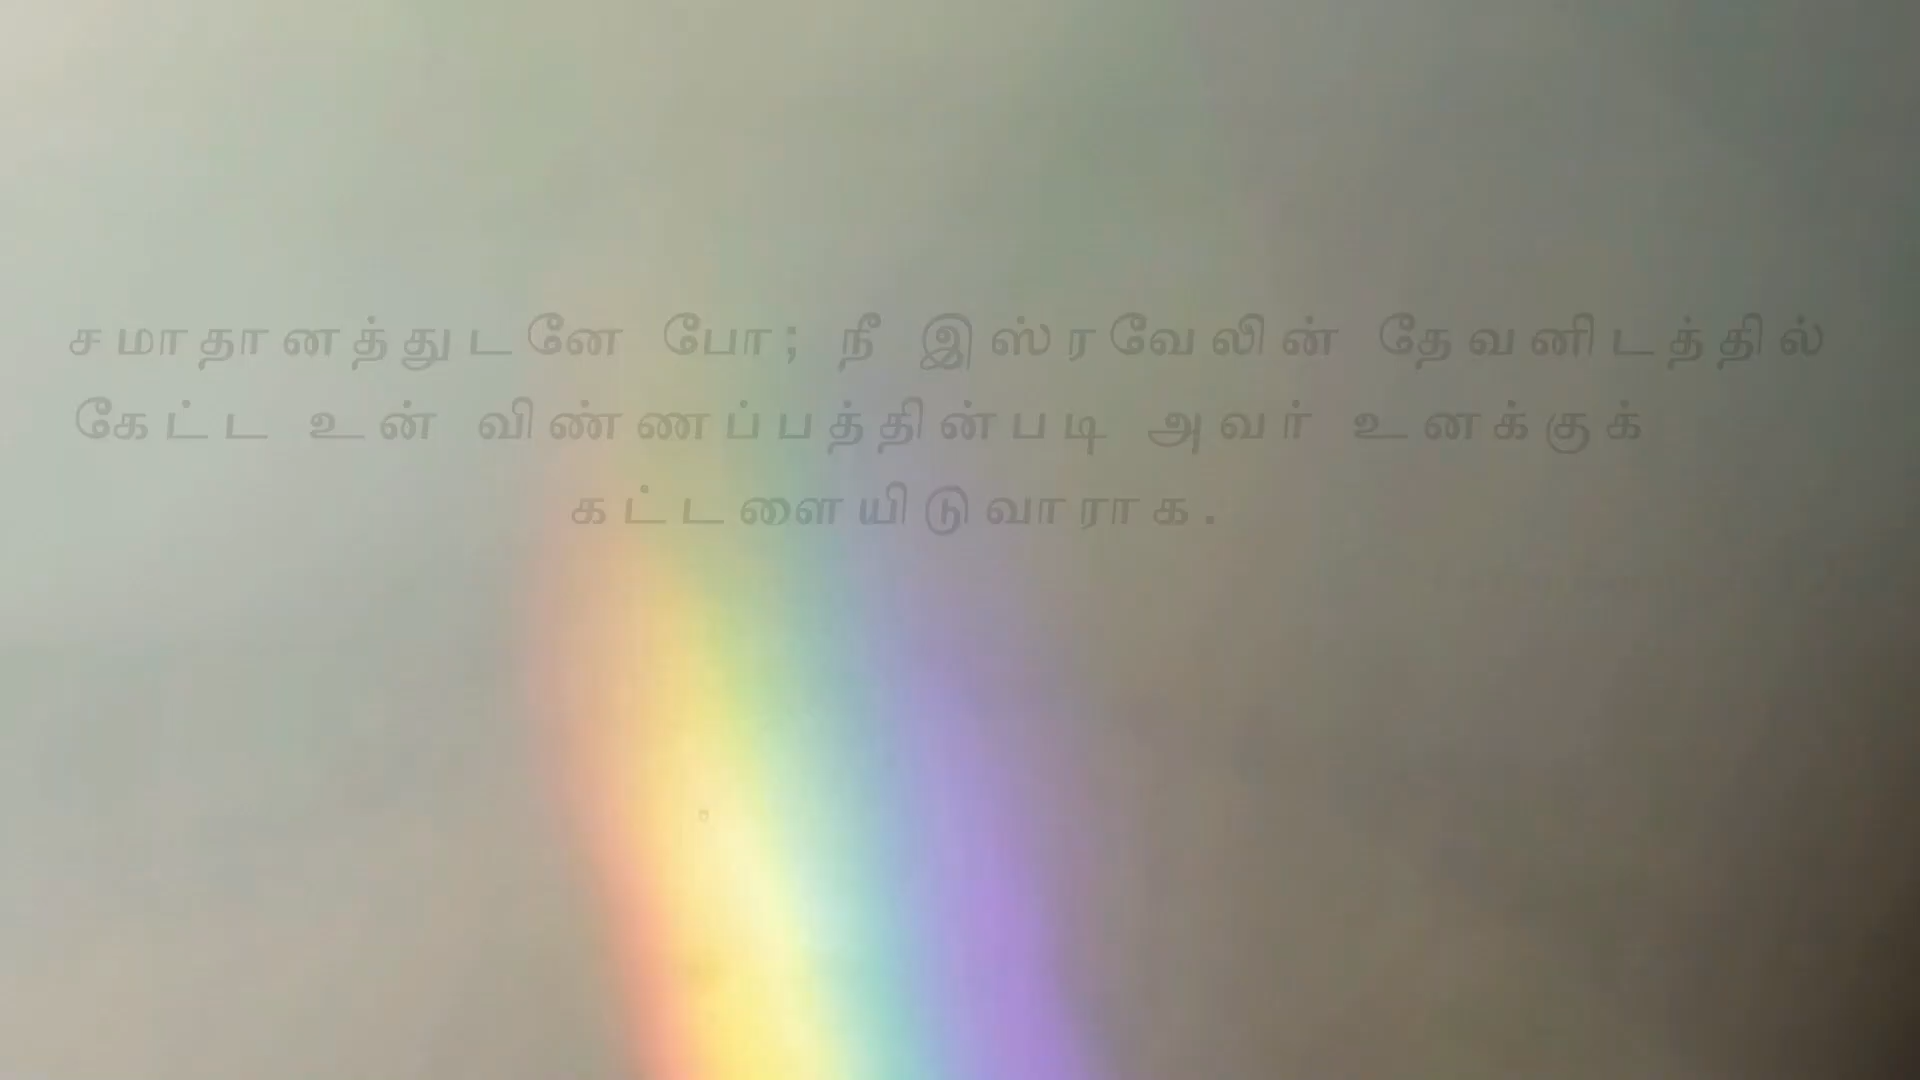 சமாதானத்துடனே போ; நீ இஸ்ரவேலின் தேவனிடத்தில்
கேட்ட உன் விண்ணப்பத்தின்படி அவர் உனக்குக்
கட்டளையிடுவாராக.